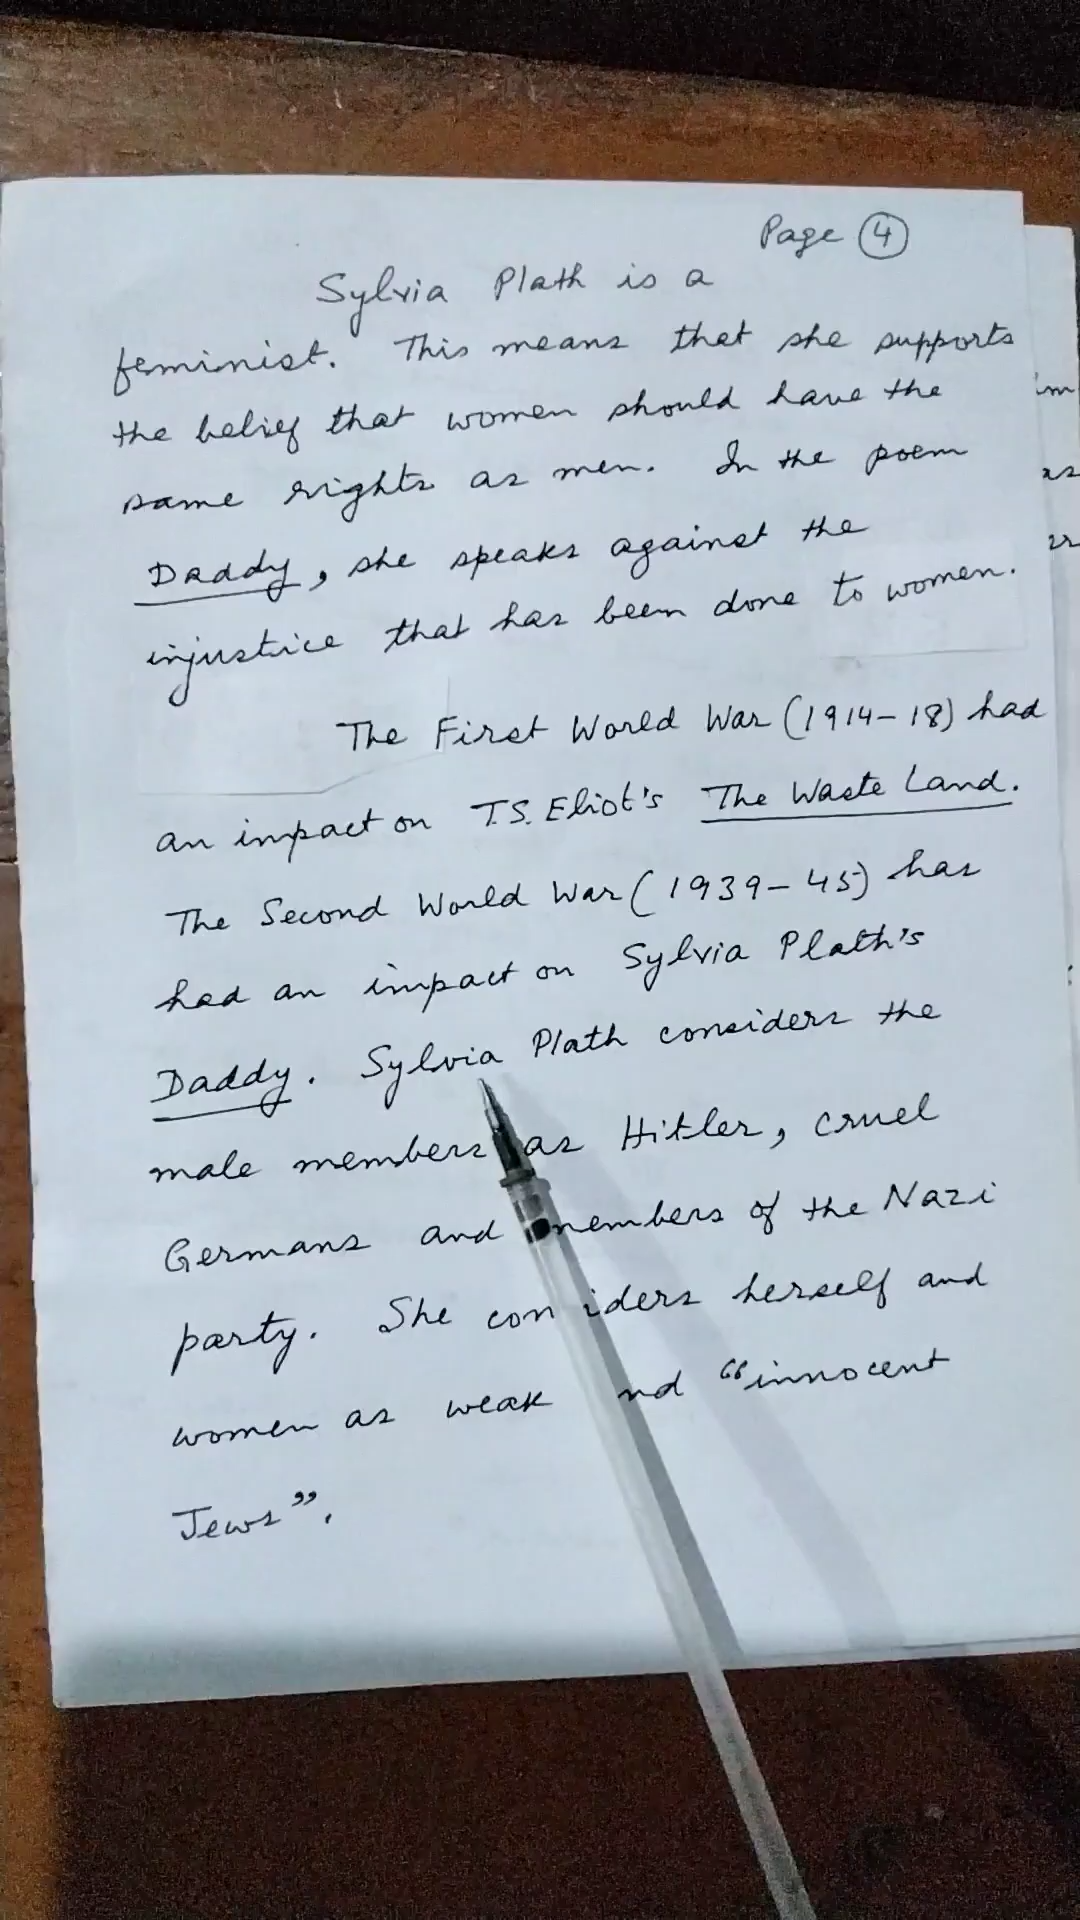 Page 4
Sylvia Plath is a
feminist. This means that she supports
the belief that women should have the
same rights as men. In the poem
Daddy, she speaks against the
injustice that has been done to women.
The First World War (1914-18) had
an impact on T.S. Eliot's The Waste Land.
The Second World War (1939-45) has
had an impact on Sylvia Plath's
Daddy. Sylvia Plath considers the
male members as Hitler, cruel
Germans and members of the Nazi
party. She considers herself and
women as weak and "innocent
Jews".